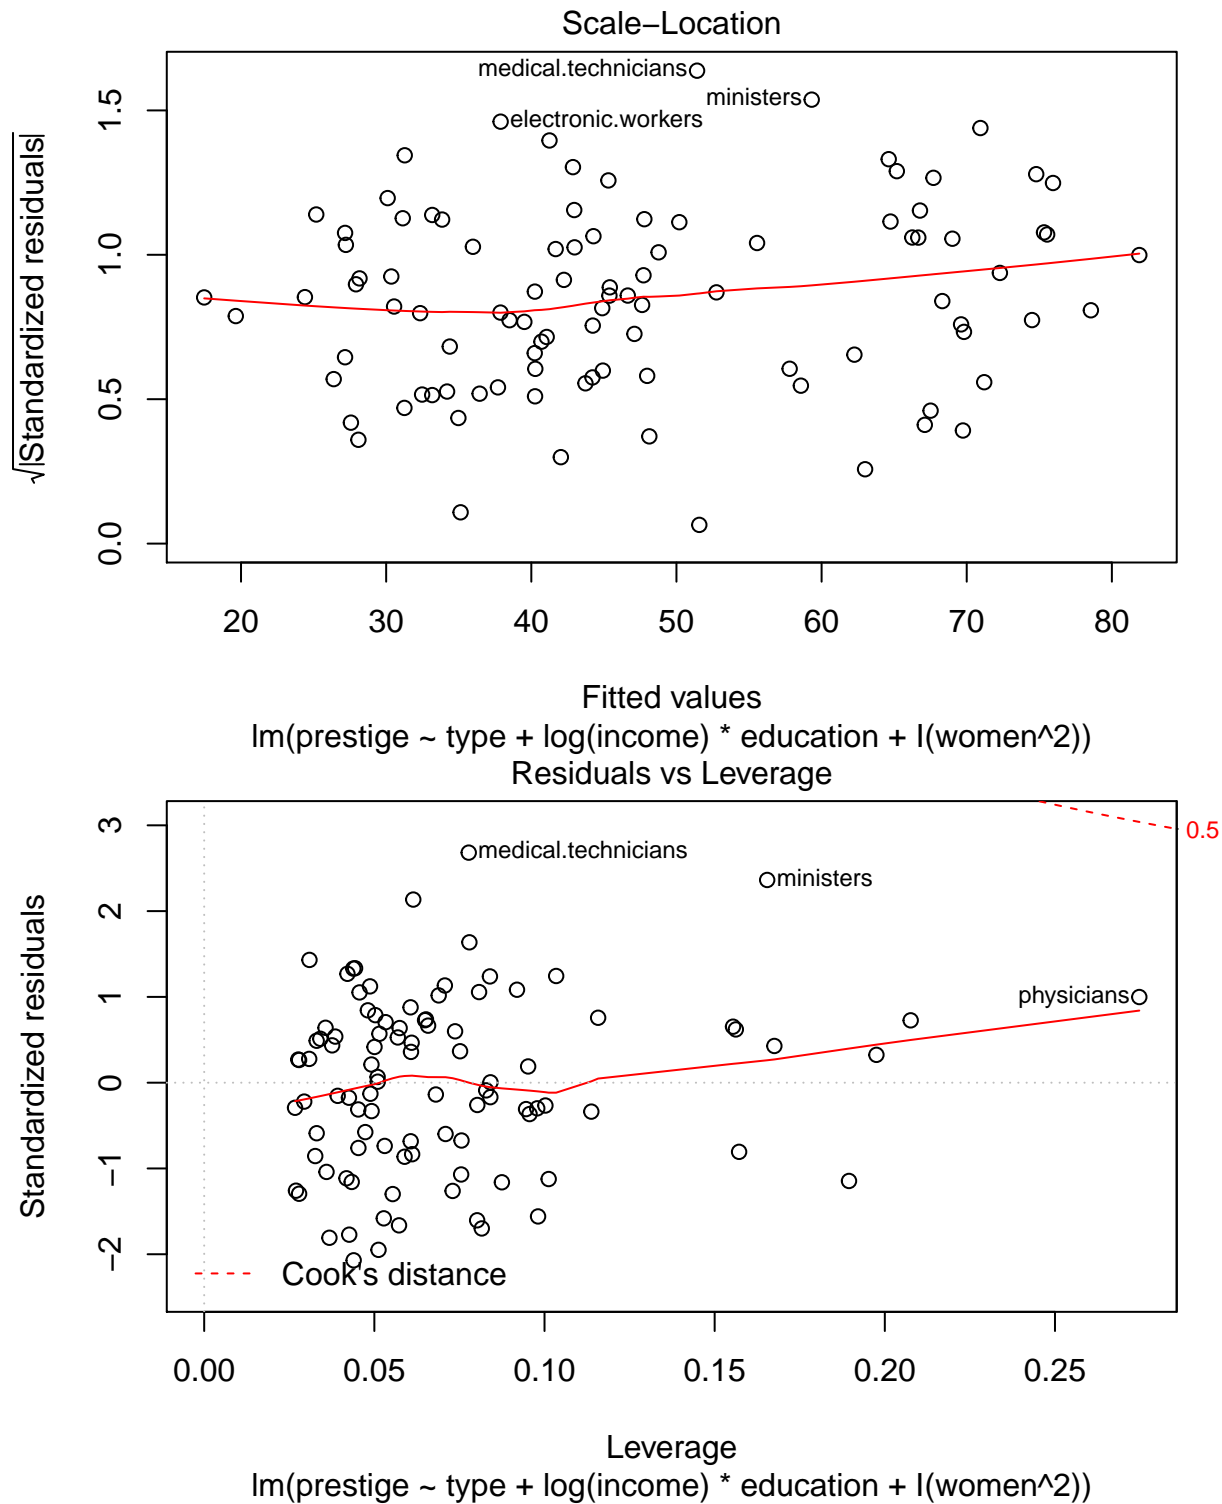 Scale−Location
medical.technicians
ministers
electronic.workers
√|Standardized residuals|
1.5
1.0
0.5
0.0
20 30 40 50 60 70 80
Fitted values
lm(prestige ~ type + log(income) * education + I(women^2))
Residuals vs Leverage
3
2
1
0
−1
−2
0.5
medical.technicians
ministers
physicians
Standardized residuals
Cook's distance
0.00 0.05 0.10 0.15 0.20 0.25
Leverage
lm(prestige ~ type + log(income) * education + I(women^2))